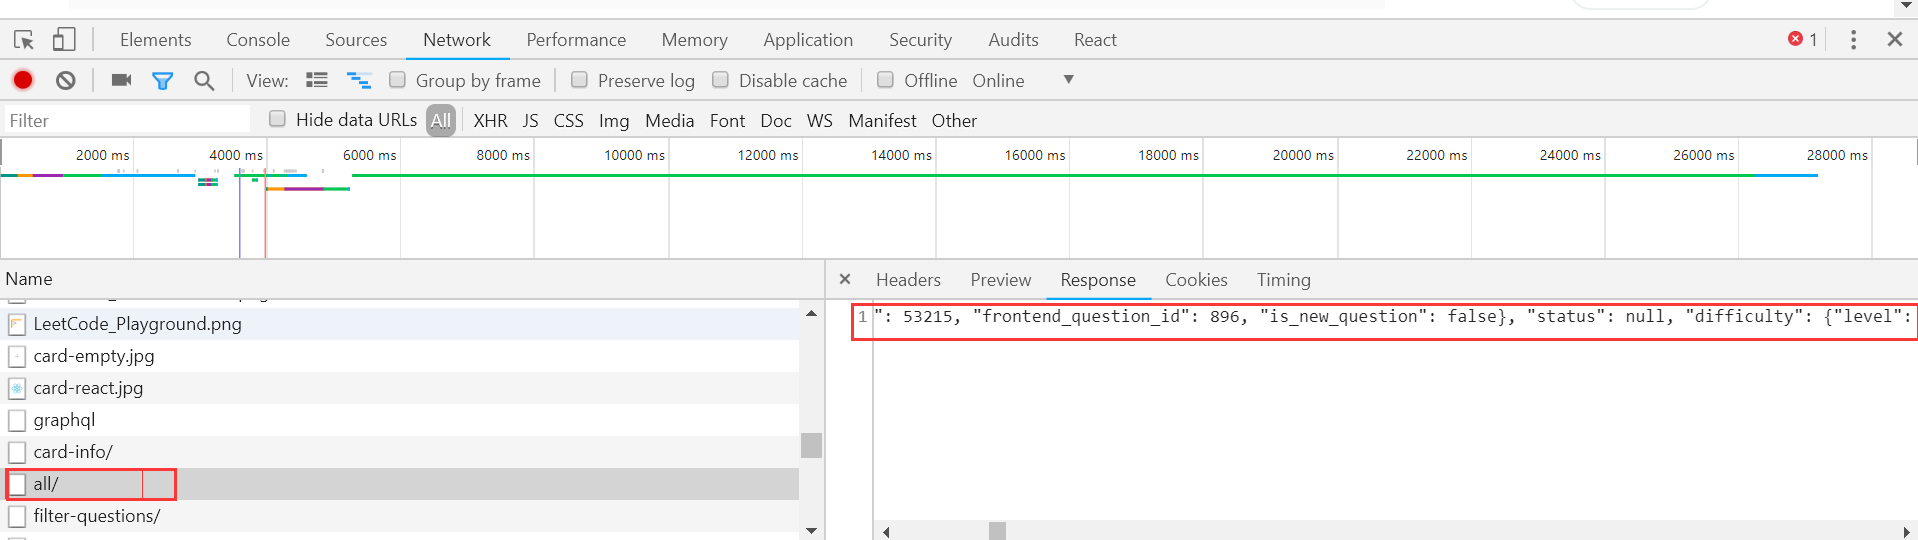 Elements Console Sources Network Performance Memory Application Security Audits React 1
View: Group by frame Preserve log Disable cache Offline Online
Filter Hide data URLs All XHR JS CSS Img Media Font Doc WS Manifest Other
2000 ms 4000 ms 6000 ms 8000 ms 10000 ms 12000 ms 14000 ms 16000 ms 18000 ms 20000 ms 22000 ms 24000 ms 26000 ms 28000 ms
Name
LeetCode_Playground.png
card-empty.jpg
card-react.jpg
graphql
card-info/
all/
filter-questions/
Headers Preview Response Cookies Timing
1 ": 53215, "frontend_question_id": 896, "is_new_question": false}, "status": null, "difficulty": {"level":